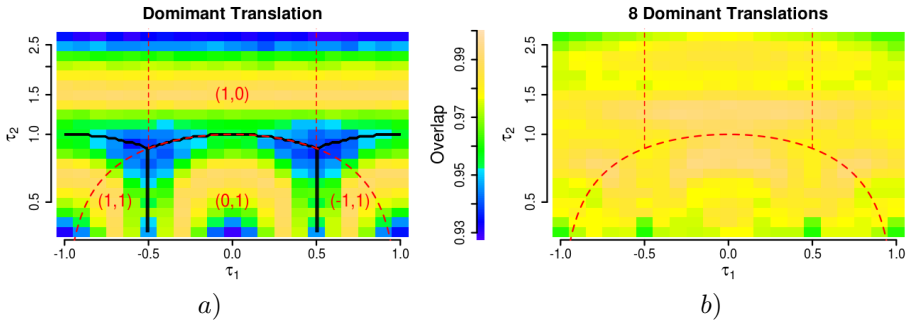 Domimant Translation
8 Dominant Translations
τ2
2.5
1.5
1.0
0.5
(1,0)
(1,1)
(0,1)
(-1,1)
-1.0 -0.5 0.0 0.5 1.0
τ1
Overlap
0.99
0.97
0.95
0.93
τ2
2.5
1.5
1.0
0.5
-1.0 -0.5 0.0 0.5 1.0
τ1
a)
b)